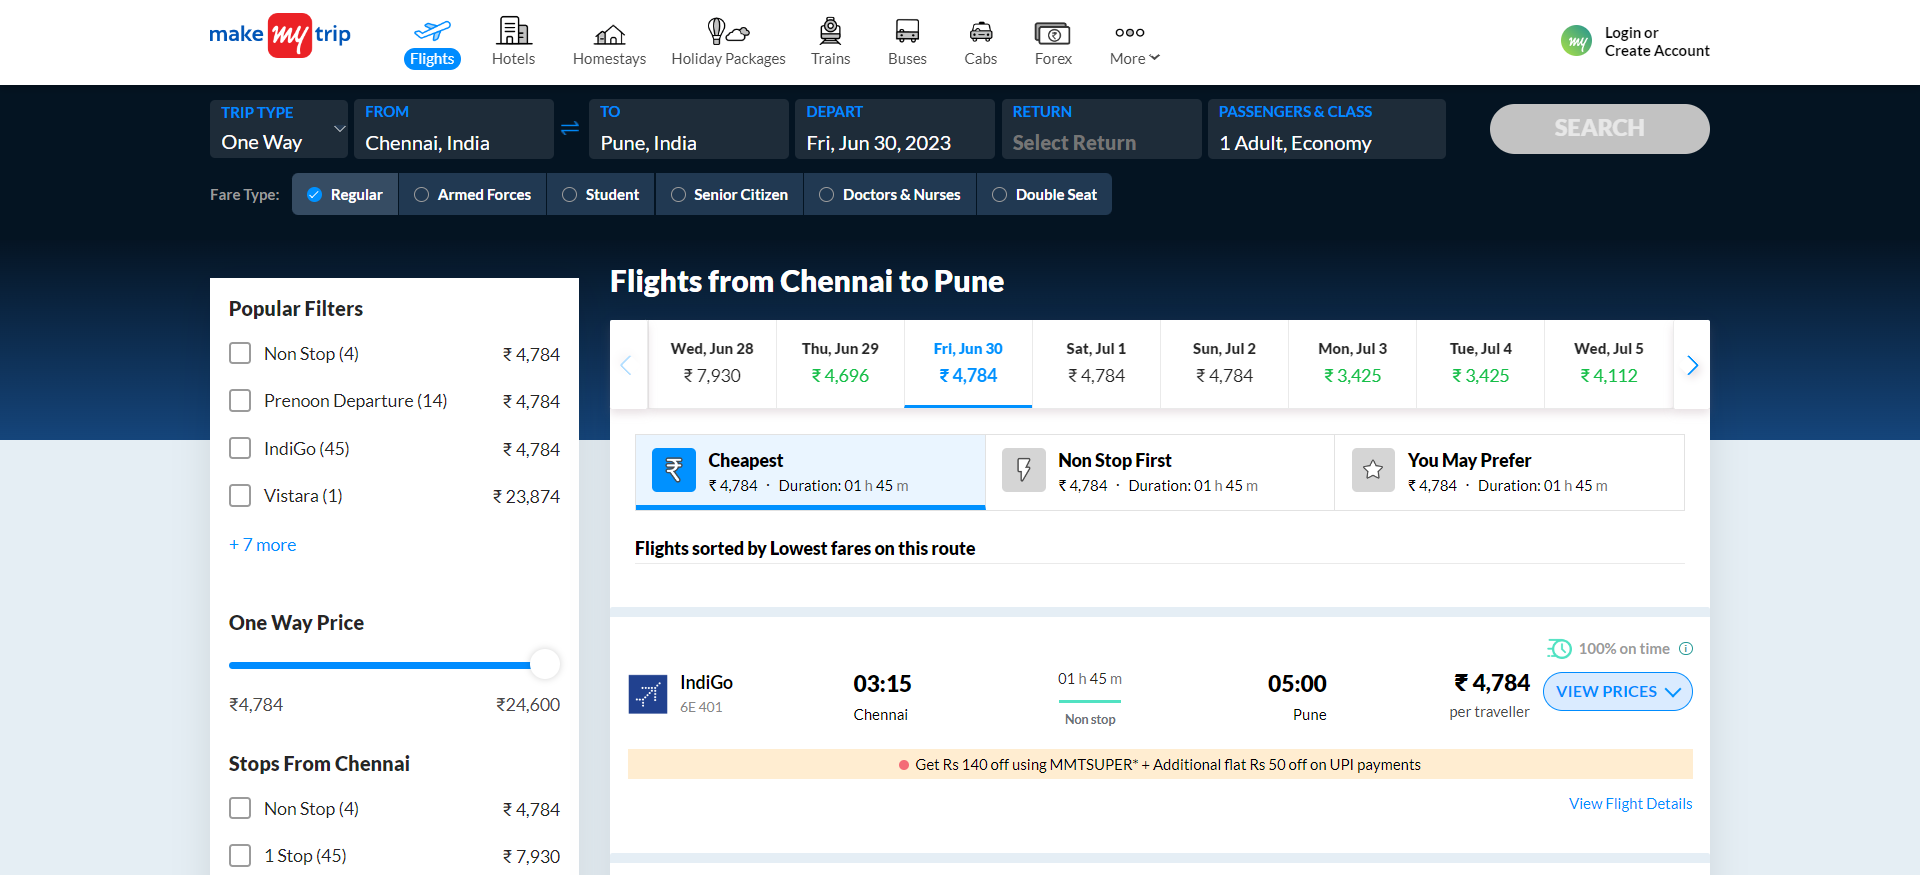 make my trip
Flights
Hotels
Homestays
Holiday Packages
Trains
Buses
Cabs
Forex
More
my
Login or
Create Account
TRIP TYPE
One Way
FROM
Chennai, India
TO
Pune, India
DEPART
Fri, Jun 30, 2023
RETURN
Select Return
PASSENGERS & CLASS
1 Adult, Economy
SEARCH
Fare Type:
Regular
Armed Forces
Student
Senior Citizen
Doctors & Nurses
Double Seat
Popular Filters
Non Stop (4) ₹ 4,784
Prenoon Departure (14) ₹ 4,784
IndiGo (45) ₹ 4,784
Vistara (1) ₹ 23,874
+ 7 more
One Way Price
₹4,784 ₹24,600
Stops From Chennai
Non Stop (4) ₹ 4,784
1 Stop (45) ₹ 7,930
Flights from Chennai to Pune
Wed, Jun 28
₹ 7,930
Thu, Jun 29
₹ 4,696
Fri, Jun 30
₹ 4,784
Sat, Jul 1
₹ 4,784
Sun, Jul 2
₹ 4,784
Mon, Jul 3
₹ 3,425
Tue, Jul 4
₹ 3,425
Wed, Jul 5
₹ 4,112
₹
Cheapest
₹ 4,784 · Duration: 01 h 45 m
Non Stop First
₹ 4,784 · Duration: 01 h 45 m
You May Prefer
₹ 4,784 · Duration: 01 h 45 m
Flights sorted by Lowest fares on this route
100% on time
IndiGo
6E 401
03:15
Chennai
01 h 45 m
Non stop
05:00
Pune
₹ 4,784
per traveller
VIEW PRICES
Get Rs 140 off using MMTSUPER* + Additional flat Rs 50 off on UPI payments
View Flight Details